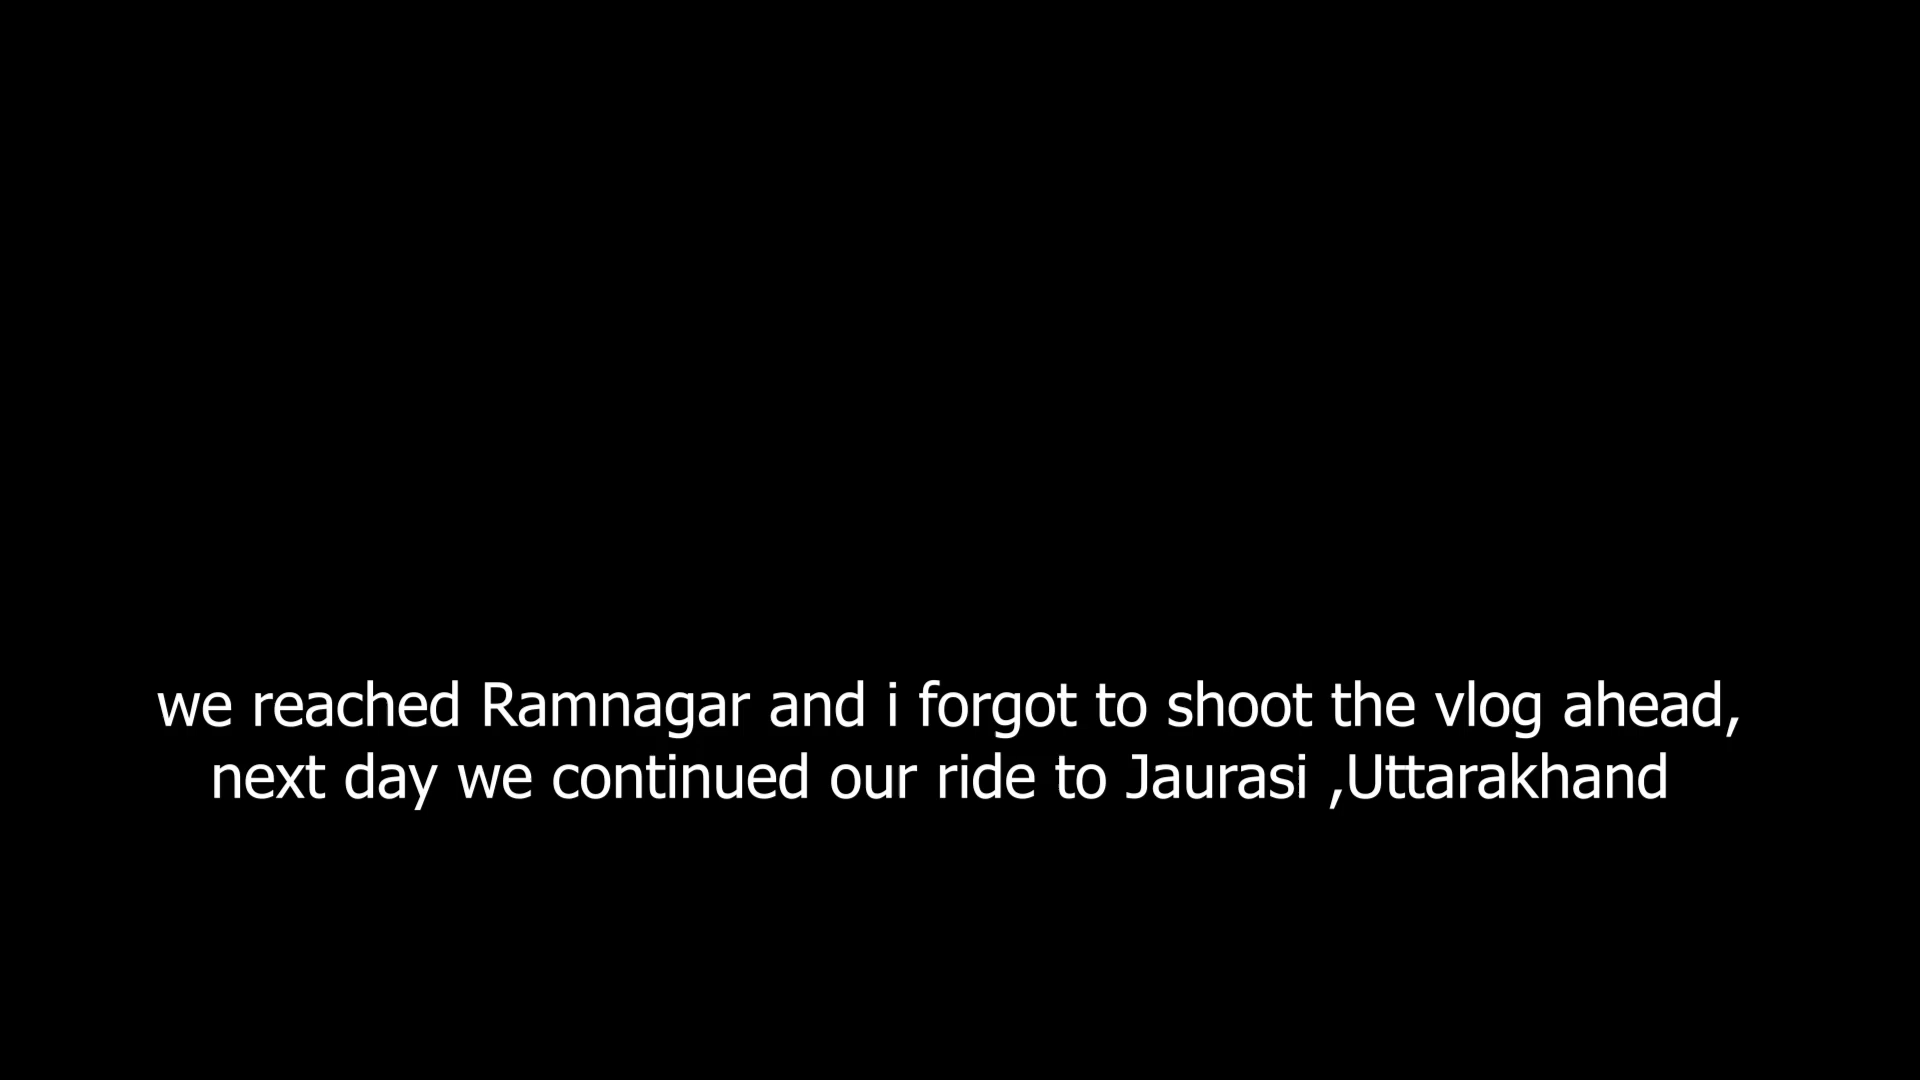 we reached Ramnagar and i forgot to shoot the vlog ahead,
next day we continued our ride to Jaurasi ,Uttarakhand